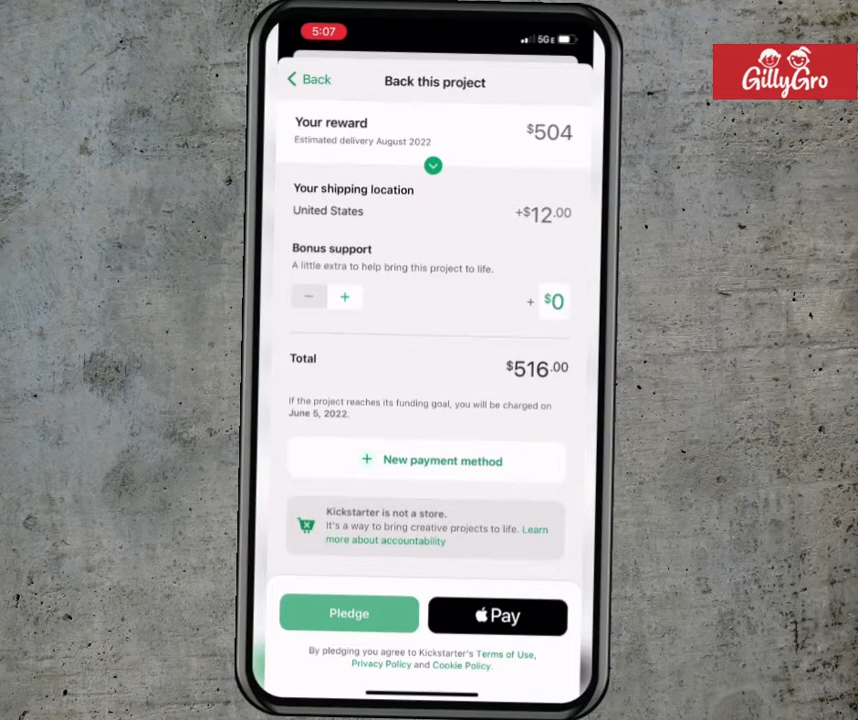 5:07
5GE
GillyGro
Back
Back this project
Your reward
$504
Estimated delivery August 2022
Your shipping location
United States
+$12.00
Bonus support
A little extra to help bring this project to life.
− +
+ $0
Total
$516.00
If the project reaches its funding goal, you will be charged on
June 5, 2022.
+ New payment method
Kickstarter is not a store.
It's a way to bring creative projects to life. Learn
more about accountability
Pledge
Pay
By pledging you agree to Kickstarter's Terms of Use,
Privacy Policy and Cookie Policy.